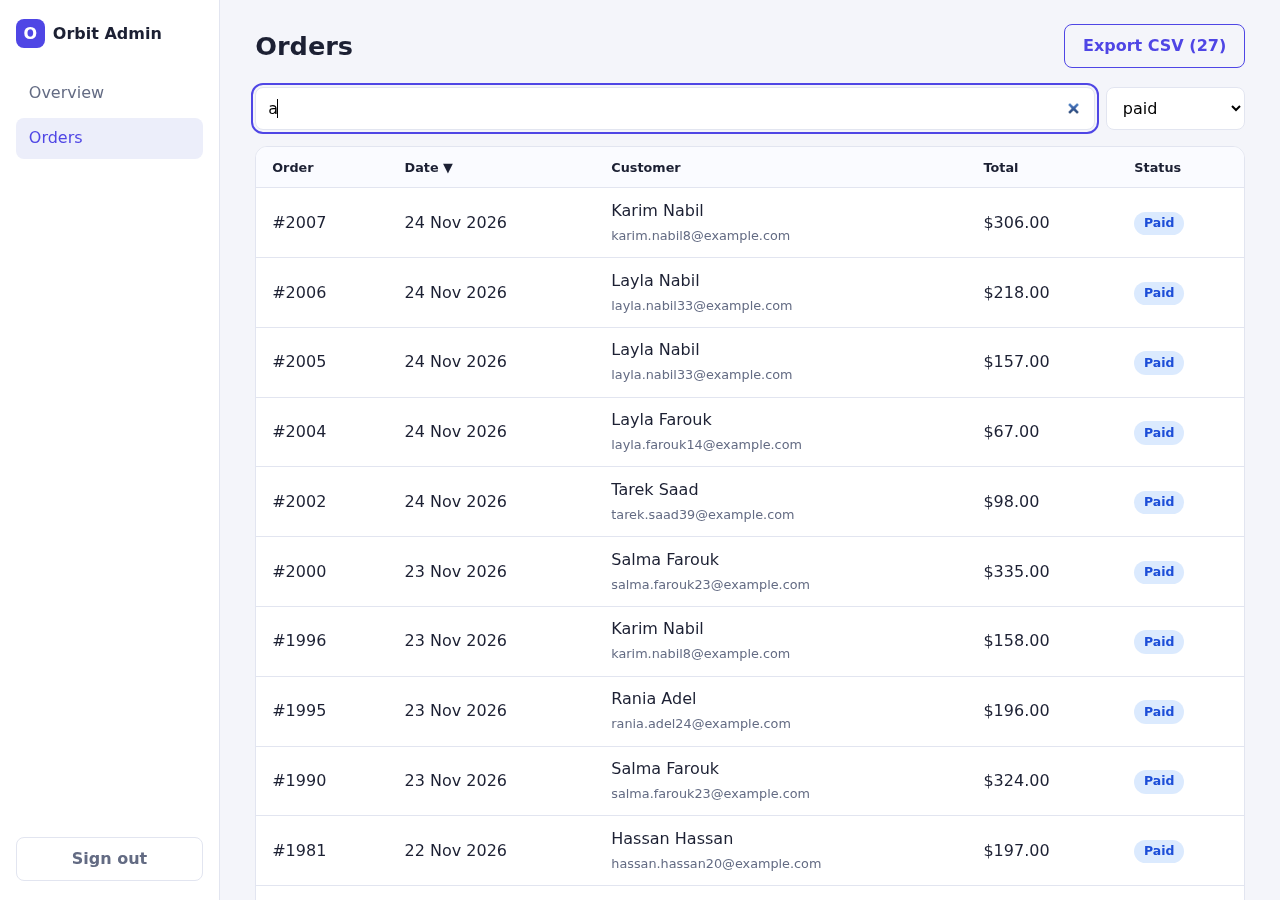 O Orbit Admin
Overview
Orders
Sign out
Orders
Export CSV (27)
a
paid
Order Date ▼ Customer Total Status
#2007 24 Nov 2026 Karim Nabil $306.00 Paid
karim.nabil8@example.com
#2006 24 Nov 2026 Layla Nabil $218.00 Paid
layla.nabil33@example.com
#2005 24 Nov 2026 Layla Nabil $157.00 Paid
layla.nabil33@example.com
#2004 24 Nov 2026 Layla Farouk $67.00 Paid
layla.farouk14@example.com
#2002 24 Nov 2026 Tarek Saad $98.00 Paid
tarek.saad39@example.com
#2000 23 Nov 2026 Salma Farouk $335.00 Paid
salma.farouk23@example.com
#1996 23 Nov 2026 Karim Nabil $158.00 Paid
karim.nabil8@example.com
#1995 23 Nov 2026 Rania Adel $196.00 Paid
rania.adel24@example.com
#1990 23 Nov 2026 Salma Farouk $324.00 Paid
salma.farouk23@example.com
#1981 22 Nov 2026 Hassan Hassan $197.00 Paid
hassan.hassan20@example.com